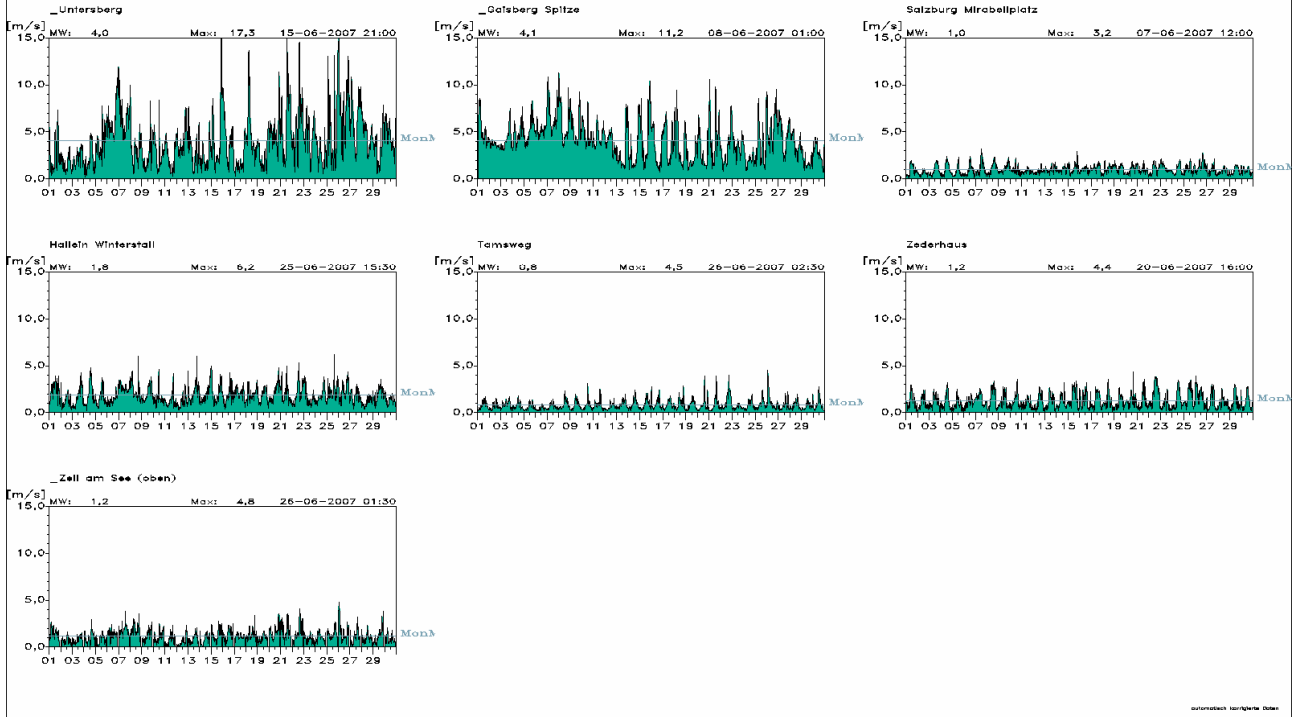 _Untersberg
[m/s] MW: 4,0 Max: 17,3 15-06-2007 21:00
15,0
10,0
5,0
MonM
0,0
01 03 05 07 09 11 13 15 17 19 21 23 25 27 29
_Gaisberg Spitze
[m/s] MW: 4,1 Max: 11,2 08-06-2007 01:00
15,0
10,0
5,0
MonM
0,0
01 03 05 07 09 11 13 15 17 19 21 23 25 27 29
Salzburg Mirabellplatz
[m/s] MW: 1,0 Max: 3,2 07-06-2007 12:00
15,0
10,0
5,0
MonM
0,0
01 03 05 07 09 11 13 15 17 19 21 23 25 27 29
Hallein Winterstall
[m/s] MW: 1,8 Max: 6,2 25-06-2007 15:30
15,0
10,0
5,0
MonM
0,0
01 03 05 07 09 11 13 15 17 19 21 23 25 27 29
Tamsweg
[m/s] MW: 0,8 Max: 4,5 26-06-2007 02:30
15,0
10,0
5,0
MonM
0,0
01 03 05 07 09 11 13 15 17 19 21 23 25 27 29
Zederhaus
[m/s] MW: 1,2 Max: 4,4 20-06-2007 16:00
15,0
10,0
5,0
MonM
0,0
01 03 05 07 09 11 13 15 17 19 21 23 25 27 29
_Zell am See (oben)
[m/s] MW: 1,2 Max: 4,8 26-06-2007 01:30
15,0
10,0
5,0
MonM
0,0
01 03 05 07 09 11 13 15 17 19 21 23 25 27 29
automatisch korrigierte Daten